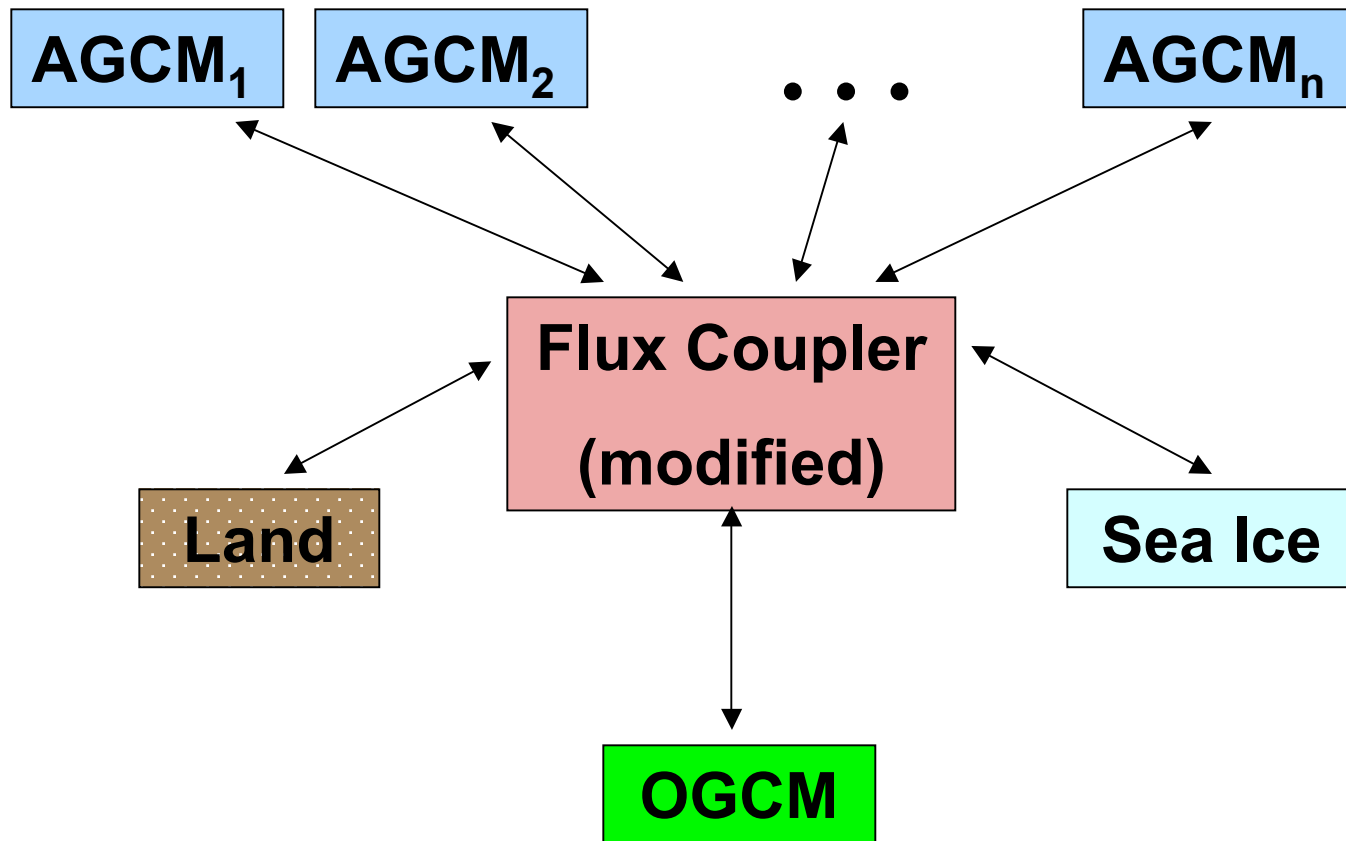 AGCM₁
AGCM₂
• • •
AGCMₙ
Flux Coupler
(modified)
Land
Sea Ice
OGCM